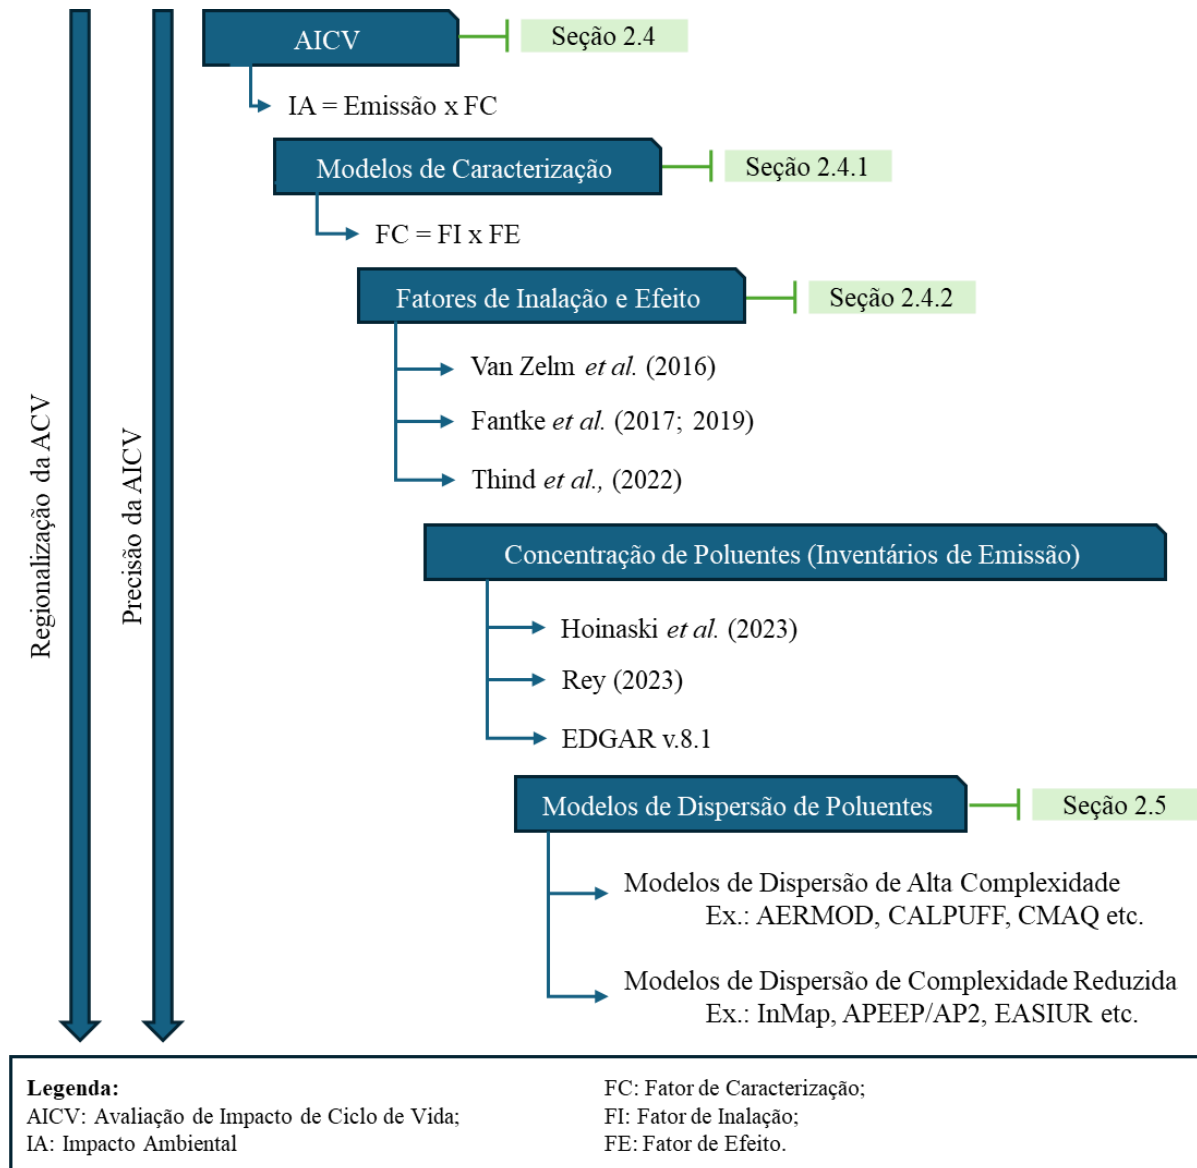 AICV
Seção 2.4
IA = Emissão x FC
Modelos de Caracterização
Seção 2.4.1
FC = FI x FE
Fatores de Inalação e Efeito
Seção 2.4.2
Van Zelm et al. (2016)
Fantke et al. (2017; 2019)
Thind et al., (2022)
Regionalização da ACV
Precisão da AICV
Concentração de Poluentes (Inventários de Emissão)
Hoinaski et al. (2023)
Rey (2023)
EDGAR v.8.1
Modelos de Dispersão de Poluentes
Seção 2.5
Modelos de Dispersão de Alta Complexidade
Ex.: AERMOD, CALPUFF, CMAQ etc.
Modelos de Dispersão de Complexidade Reduzida
Ex.: InMap, APEEP/AP2, EASIUR etc.
Legenda:
AICV: Avaliação de Impacto de Ciclo de Vida;
IA: Impacto Ambiental
FC: Fator de Caracterização;
FI: Fator de Inalação;
FE: Fator de Efeito.